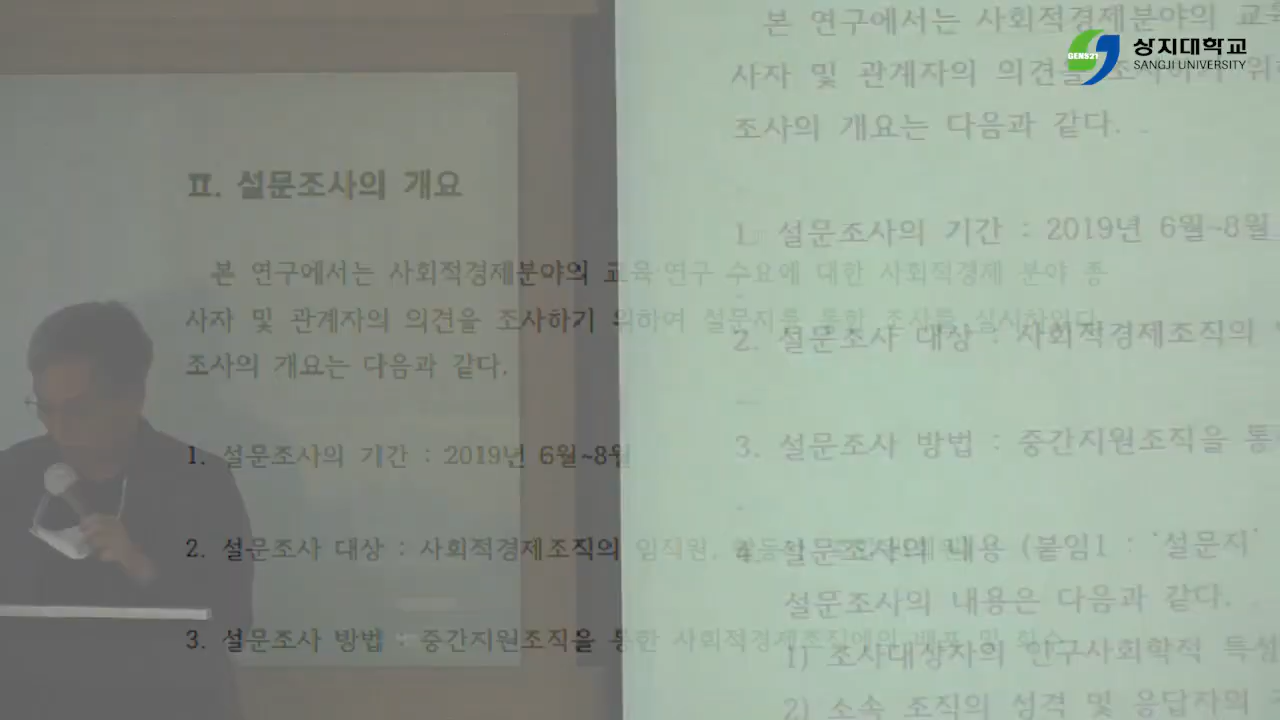 GEN521
상지대학교
SANGJI UNIVERSITY
Ⅱ. 설문조사의 개요
본 연구에서는 사회적경제분야의 교육 연구 수요에 대한 사회적경제 분야 종
사자 및 관계자의 의견을 조사하기 위하여 설문지를 통한 조사를 실시하였다.
조사의 개요는 다음과 같다.
1. 설문조사의 기간 : 2019년 6월~8월
2. 설문조사 대상 : 사회적경제조직의 임직원,
3. 설문조사 방법 : 중간지원조직을 통한 사회적경제조직에의 배포 및 회수
본 연구에서는 사회적경제분야의 교육
사자 및 관계자의 의견을 조사하기 위
조사의 개요는 다음과 같다.
1. 설문조사의 기간 : 2019년 6월~8월
2. 설문조사 대상 : 사회적경제조직의
3. 설문조사 방법 : 중간지원조직을 통
4. 설문조사의 내용 (붙임1 : '설문지'
설문조사의 내용은 다음과 같다.
1) 조사대상자의 인구사회학적 특성
2) 소속 조직의 성격 및 응답자의